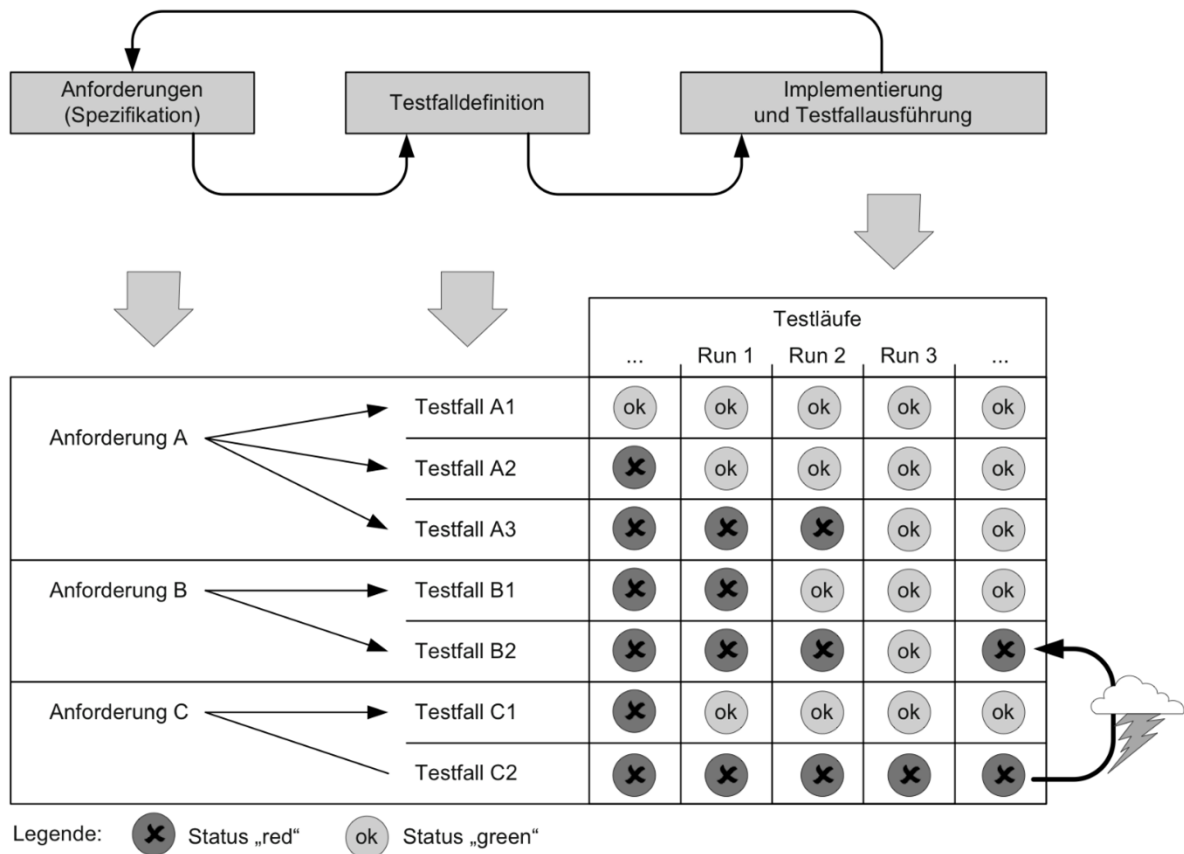 Anforderungen
(Spezifikation)
Testfalldefinition
Implementierung
und Testfallausführung
Testläufe
... Run 1 Run 2 Run 3 ...
Anforderung A
Testfall A1 ok ok ok ok ok
Testfall A2 ok ok ok ok
Testfall A3 ok ok
Anforderung B
Testfall B1 ok ok ok
Testfall B2 ok
Anforderung C
Testfall C1 ok ok ok ok
Testfall C2
Legende: Status „red“ ok Status „green“